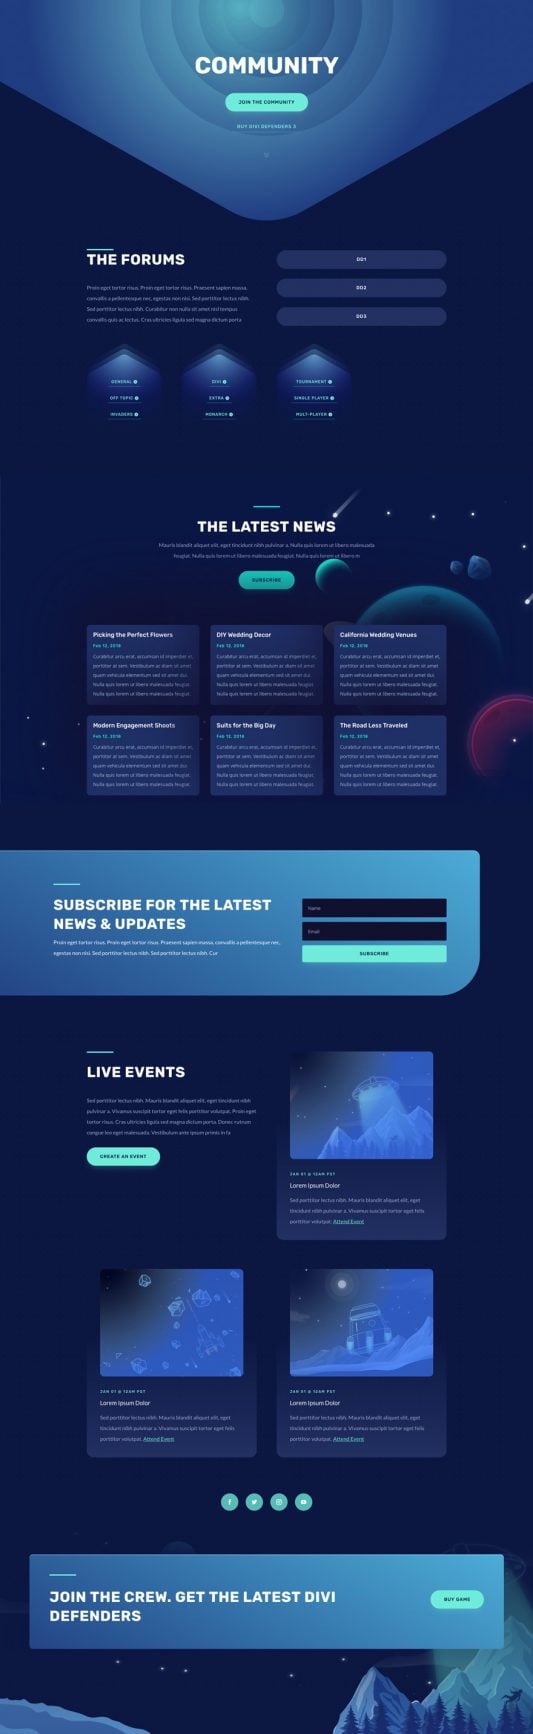 COMMUNITY
JOIN THE COMMUNITY
BUY DIVI DEFENDERS 3
THE FORUMS
Proin eget tortor risus. Proin eget tortor risus. Praesent sapien massa,
convallis a pellentesque nec, egestas non nisi. Sed porttitor lectus nibh.
Sed porttitor lectus nibh. Curabitur non nulla sit amet nisl tempus
convallis quis ac lectus. Cras ultricies ligula sed magna dictum porta
DD1
DD2
DD3
GENERAL
OFF TOPIC
INVADERS
DIVI
EXTRA
MONARCH
TOURNAMENT
SINGLE PLAYER
MULT-PLAYER
THE LATEST NEWS
Mauris blandit aliquet elit, eget tincidunt nibh pulvinar a. Nulla quis lorem ut libero malesuada
feugiat. Nulla quis lorem ut libero malesuada feugiat. Nulla quis lorem ut libero m
SUBSCRIBE
Picking the Perfect Flowers
Feb 12, 2016
Curabitur arcu erat, accumsan id imperdiet et,
porttitor at sem. Vestibulum ac diam sit amet
quam vehicula elementum sed sit amet dui.
Nulla quis lorem ut libero malesuada feugiat.
Nulla quis lorem ut libero malesuada feugiat.
DIY Wedding Decor
Feb 12, 2016
Curabitur arcu erat, accumsan id imperdiet et,
porttitor at sem. Vestibulum ac diam sit amet
quam vehicula elementum sed sit amet dui.
Nulla quis lorem ut libero malesuada feugiat.
Nulla quis lorem ut libero malesuada feugiat.
California Wedding Venues
Feb 12, 2016
Curabitur arcu erat, accumsan id imperdiet et,
porttitor at sem. Vestibulum ac diam sit amet
quam vehicula elementum sed sit amet dui.
Nulla quis lorem ut libero malesuada feugiat.
Nulla quis lorem ut libero malesuada feugiat.
Modern Engagement Shoots
Feb 12, 2016
Curabitur arcu erat, accumsan id imperdiet et,
porttitor at sem. Vestibulum ac diam sit amet
quam vehicula elementum sed sit amet dui.
Nulla quis lorem ut libero malesuada feugiat.
Nulla quis lorem ut libero malesuada feugiat.
Suits for the Big Day
Feb 12, 2016
Curabitur arcu erat, accumsan id imperdiet et,
porttitor at sem. Vestibulum ac diam sit amet
quam vehicula elementum sed sit amet dui.
Nulla quis lorem ut libero malesuada feugiat.
Nulla quis lorem ut libero malesuada feugiat.
The Road Less Traveled
Feb 12, 2016
Curabitur arcu erat, accumsan id imperdiet et,
porttitor at sem. Vestibulum ac diam sit amet
quam vehicula elementum sed sit amet dui.
Nulla quis lorem ut libero malesuada feugiat.
Nulla quis lorem ut libero malesuada feugiat.
SUBSCRIBE FOR THE LATEST
NEWS & UPDATES
Proin eget tortor risus. Proin eget tortor risus. Praesent sapien massa, convallis a pellentesque nec,
egestas non nisi. Sed porttitor lectus nibh. Sed porttitor lectus nibh. Cur
Name
Email
SUBSCRIBE
LIVE EVENTS
Sed porttitor lectus nibh. Mauris blandit aliquet elit, eget tincidunt nibh
pulvinar a. Vivamus suscipit tortor eget felis porttitor volutpat. Proin eget
tortor risus. Cras ultricies ligula sed magna dictum porta. Donec rutrum
congue leo eget malesuada. Vestibulum ante ipsum primis in fa
CREATE AN EVENT
JAN 01 @ 12AM PST
Lorem Ipsum Dolor
Sed porttitor lectus nibh. Mauris blandit aliquet elit, eget
tincidunt nibh pulvinar a. Vivamus suscipit tortor eget felis
porttitor volutpat. Attend Event
JAN 01 @ 12AM PST
Lorem Ipsum Dolor
Sed porttitor lectus nibh. Mauris blandit aliquet elit, eget
tincidunt nibh pulvinar a. Vivamus suscipit tortor eget felis
porttitor volutpat. Attend Event
JAN 01 @ 12AM PST
Lorem Ipsum Dolor
Sed porttitor lectus nibh. Mauris blandit aliquet elit, eget
tincidunt nibh pulvinar a. Vivamus suscipit tortor eget felis
porttitor volutpat. Attend Event
JOIN THE CREW. GET THE LATEST DIVI
DEFENDERS
BUY GAME